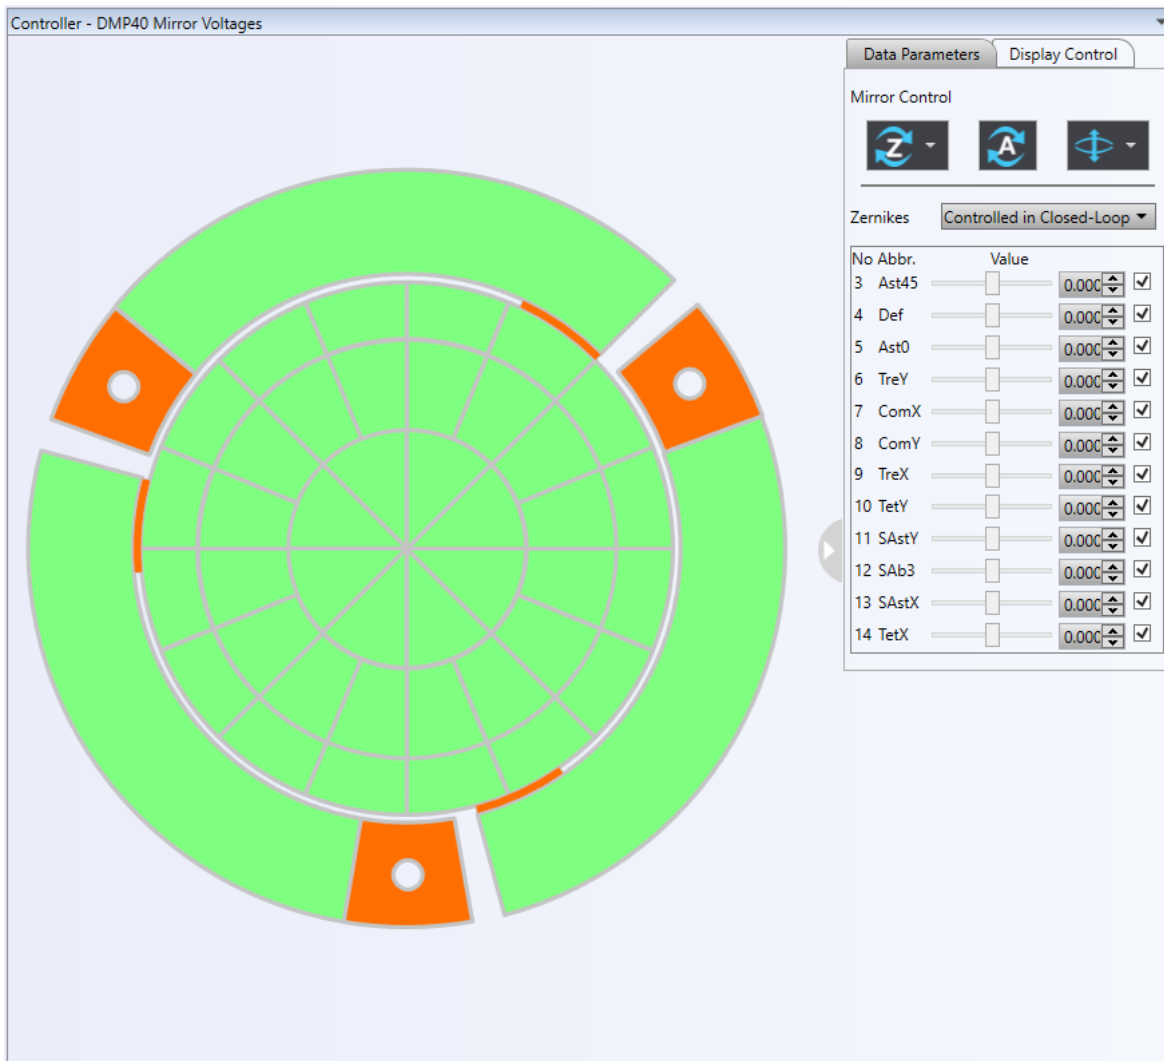 Controller - DMP40 Mirror Voltages
Data Parameters Display Control
Mirror Control
Z A
Zernikes Controlled in Closed-Loop
No Abbr. Value
3 Ast45 0.000
4 Def 0.000
5 Ast0 0.000
6 TreY 0.000
7 ComX 0.000
8 ComY 0.000
9 TreX 0.000
10 TetY 0.000
11 SAstY 0.000
12 SAb3 0.000
13 SAstX 0.000
14 TetX 0.000